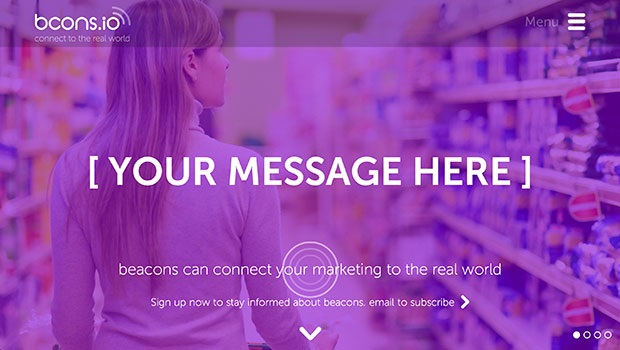 bcons.io
connect to the real world
Menu
[ YOUR MESSAGE HERE ]
beacons can connect your marketing to the real world
Sign up now to stay informed about beacons. email to subscribe